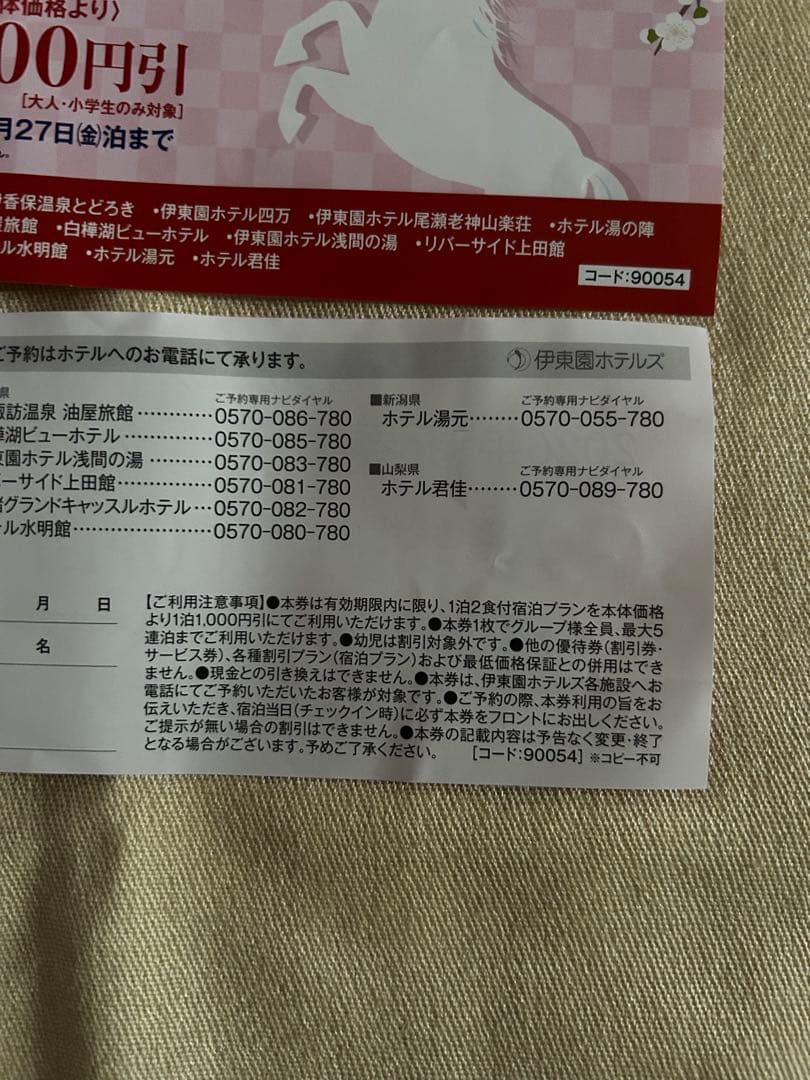 体価格より〉
00円引
[大人・小学生のみ対象]
月27日(金)泊まで
ん。
香保温泉とどろき ・伊東園ホテル四万 ・伊東園ホテル尾瀬老神山楽荘 ・ホテル湯の陣
旅館 ・白樺湖ビューホテル ・伊東園ホテル浅間の湯 ・リバーサイド上田館
ル水明館 ・ホテル湯元 ・ホテル君佳
コード:90054
ご予約はホテルへのお電話にて承ります。
伊東園ホテルズ
県
ご予約専用ナビダイヤル
諏訪温泉 油屋旅館…………0570-086-780
樺湖ビューホテル…………0570-085-780
東園ホテル浅間の湯…………0570-083-780
バーサイド上田館…………0570-081-780
諸グランドキャッスルホテル…0570-082-780
ル水明館…………………0570-080-780
■新潟県
ご予約専用ナビダイヤル
ホテル湯元………0570-055-780
■山梨県
ご予約専用ナビダイヤル
ホテル君佳………0570-089-780
月 日
名
【ご利用注意事項】●本券は有効期限内に限り、1泊2食付宿泊プランを本体価格
より1泊1,000円引にてご利用いただけます。●本券1枚でグループ様全員、最大5
連泊までご利用いただけます。●幼児は割引対象外です。●他の優待券(割引券・
サービス券)、各種割引プラン(宿泊プラン)および最低価格保証との併用はでき
ません。●現金との引き換えはできません。●本券は、伊東園ホテルズ各施設へお
電話にてご予約いただいたお客様が対象です。●ご予約の際、本券利用の旨をお
伝えいただき、宿泊当日(チェックイン時)に必ず本券をフロントにお出しください。
ご提示が無い場合の割引はできません。●本券の記載内容は予告なく変更・終了
となる場合がございます。予めご了承ください。 [コード:90054] ※コピー不可